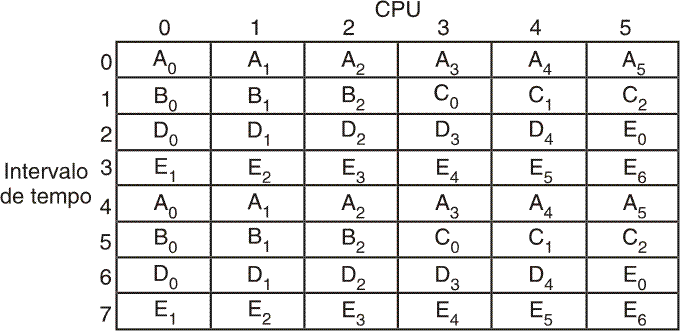 CPU
0 1 2 3 4 5
0 A₀ A₁ A₂ A₃ A₄ A₅
1 B₀ B₁ B₂ C₀ C₁ C₂
2 D₀ D₁ D₂ D₃ D₄ E₀
Intervalo 3 E₁ E₂ E₃ E₄ E₅ E₆
de tempo 4 A₀ A₁ A₂ A₃ A₄ A₅
5 B₀ B₁ B₂ C₀ C₁ C₂
6 D₀ D₁ D₂ D₃ D₄ E₀
7 E₁ E₂ E₃ E₄ E₅ E₆